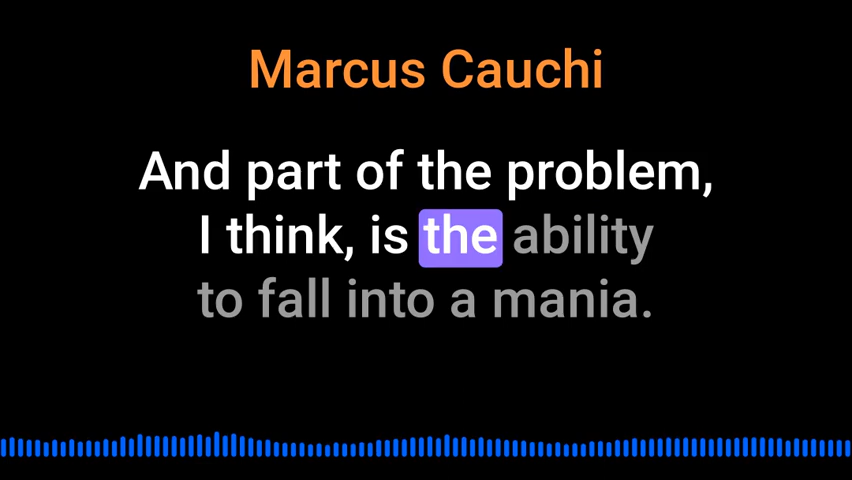 Marcus Cauchi
And part of the problem,
I think, is the ability
to fall into a mania.